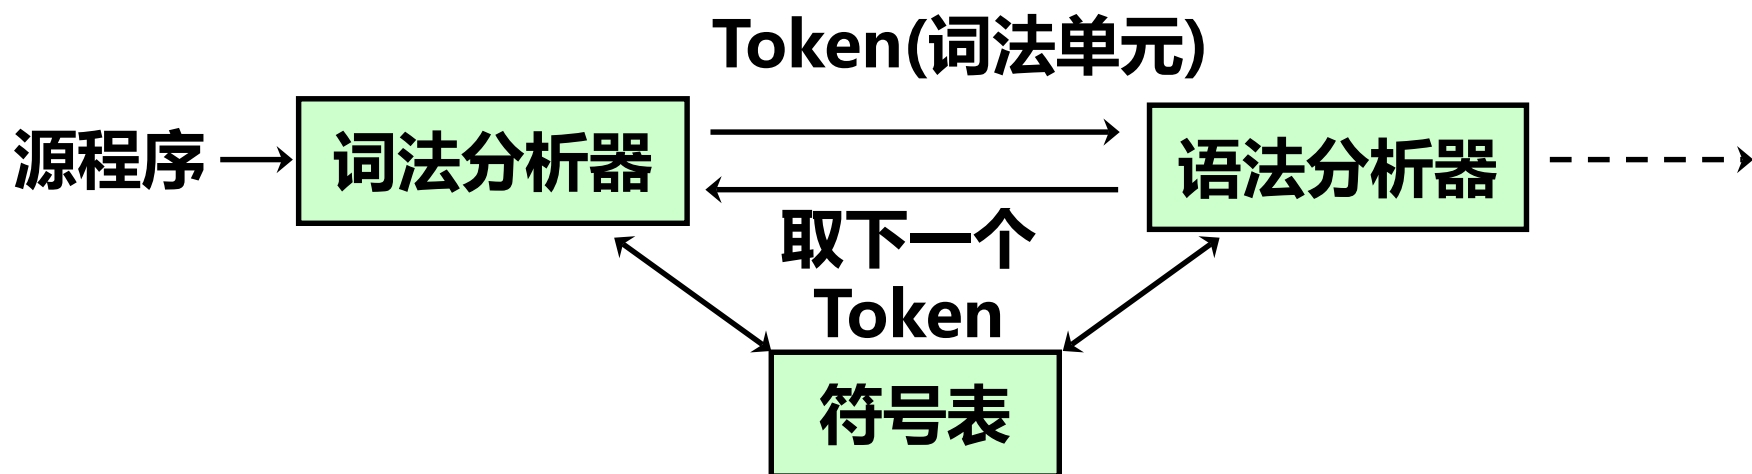 Token(词法单元)
源程序
词法分析器
语法分析器
取下一个
Token
符号表